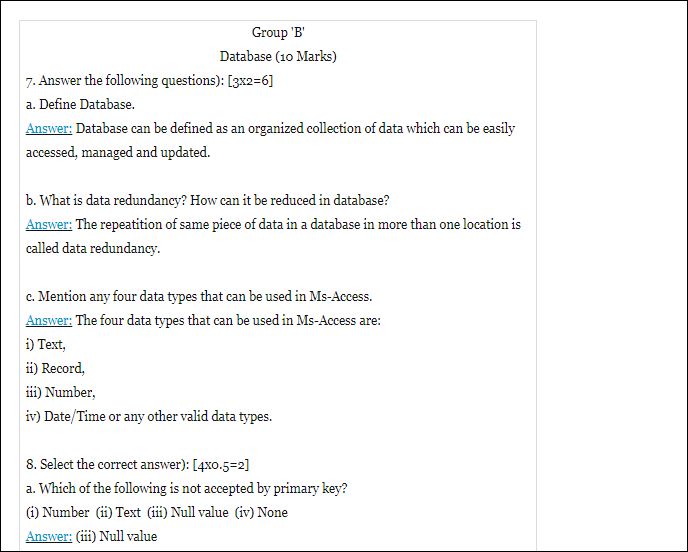 Group 'B'
Database (10 Marks)
7. Answer the following questions): [3x2=6]
a. Define Database.
Answer: Database can be defined as an organized collection of data which can be easily
accessed, managed and updated.
b. What is data redundancy? How can it be reduced in database?
Answer: The repeatition of same piece of data in a database in more than one location is
called data redundancy.
c. Mention any four data types that can be used in Ms-Access.
Answer: The four data types that can be used in Ms-Access are:
i) Text,
ii) Record,
iii) Number,
iv) Date/Time or any other valid data types.
8. Select the correct answer): [4x0.5=2]
a. Which of the following is not accepted by primary key?
(i) Number (ii) Text (iii) Null value (iv) None
Answer: (iii) Null value